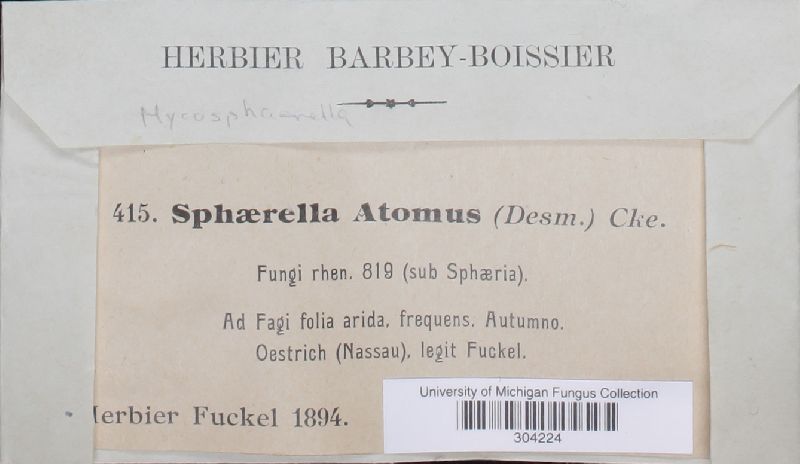 HERBIER BARBEY-BOISSIER
Mycosphaerella
415. Sphærella Atomus (Desm.) Cke.
Fungi rhen. 819 (sub Sphæria).
Ad Fagi folia arida, frequens. Autumno.
Oestrich (Nassau), legit Fuckel.
Herbier Fuckel 1894.
University of Michigan Fungus Collection
304224